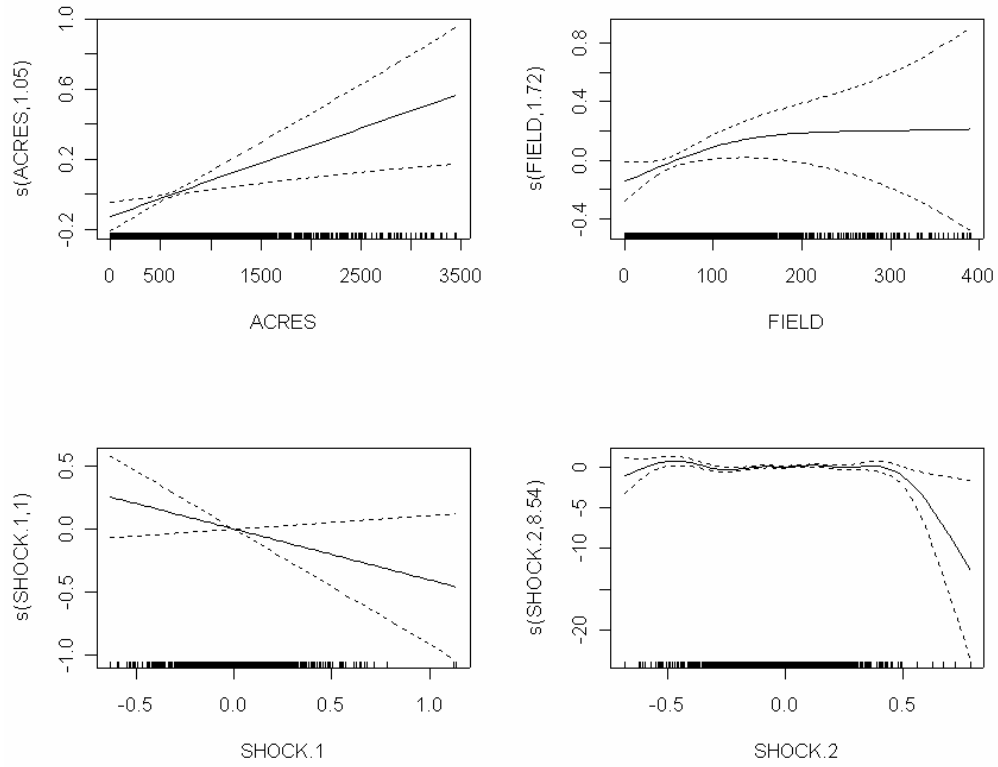 s(ACRES,1.05)
1.0
0.6
0.2
-0.2
0 500 1500 2500 3500
ACRES
s(FIELD,1.72)
0.8
0.4
0.0
-0.4
0 100 200 300 400
FIELD
s(SHOCK.1,1)
0.5
0.0
-0.5
-1.0
-0.5 0.0 0.5 1.0
SHOCK.1
s(SHOCK.2,8.54)
0
-5
-10
-20
-0.5 0.0 0.5
SHOCK.2